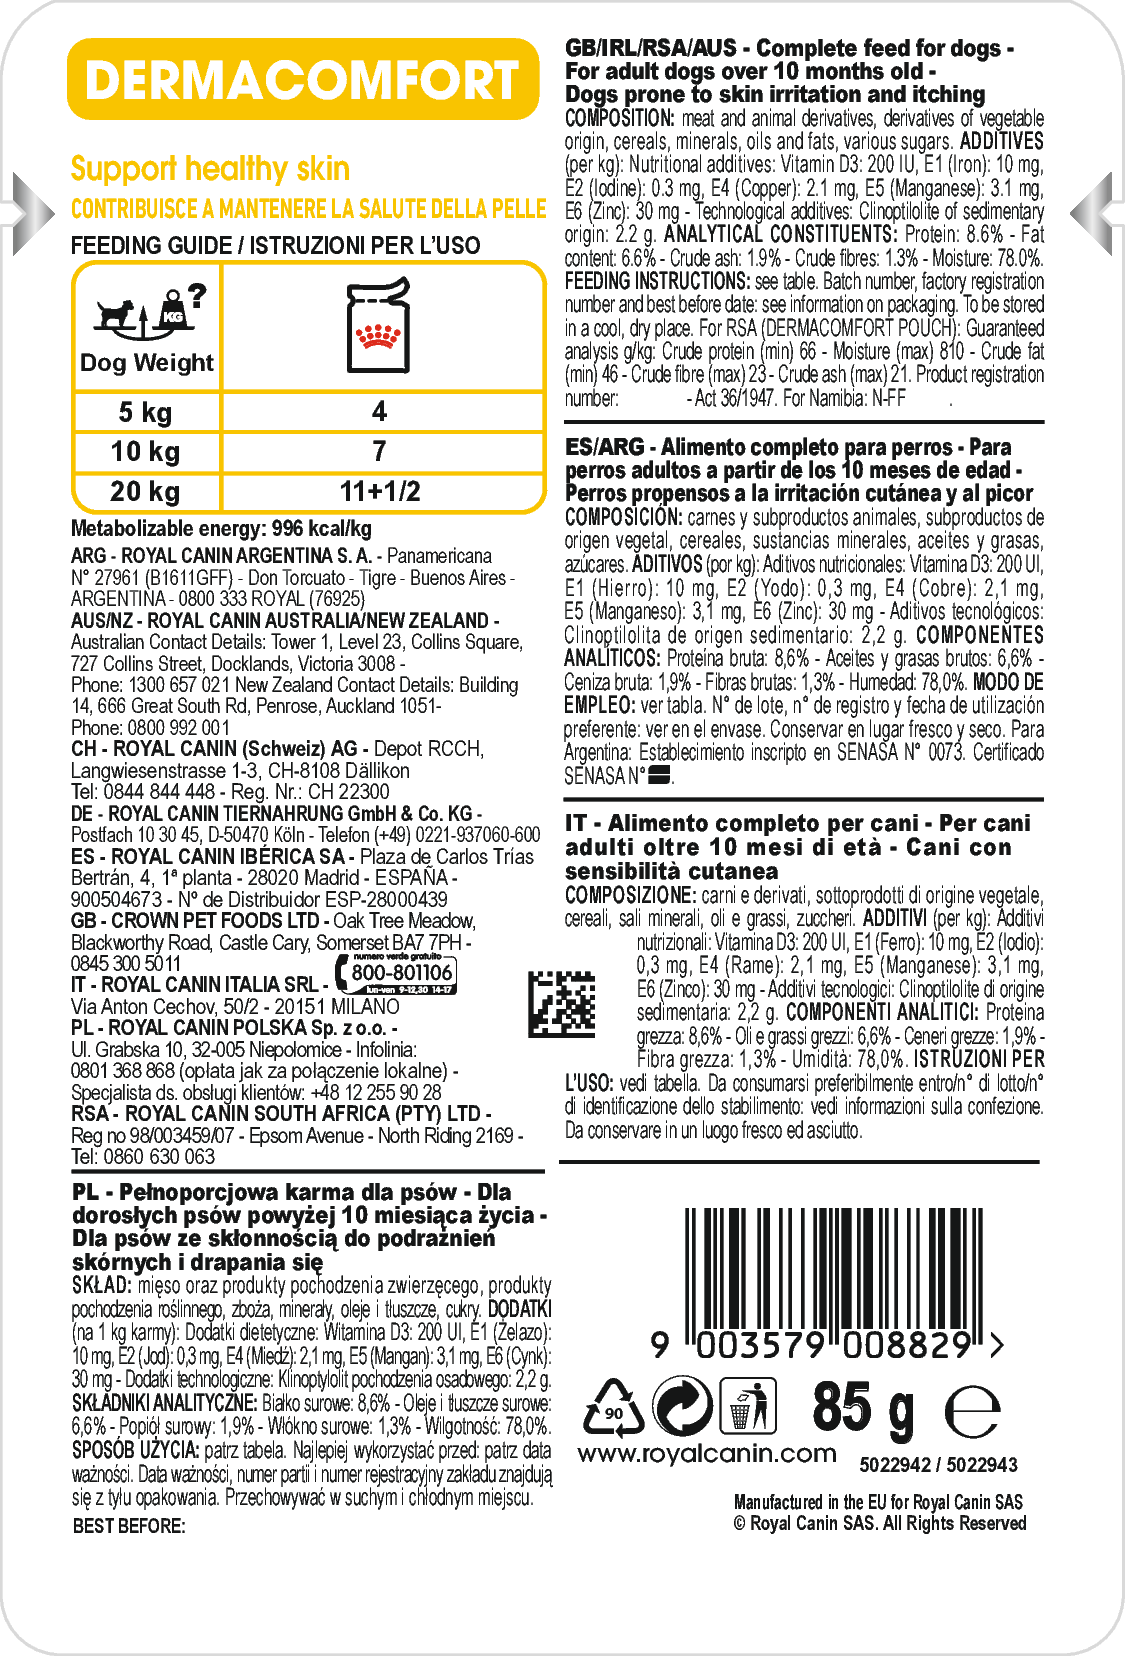 DERMACOMFORT
Support healthy skin
CONTRIBUISCE A MANTENERE LA SALUTE DELLA PELLE
FEEDING GUIDE / ISTRUZIONI PER L'USO
?
KG
Dog Weight
5 kg 4
10 kg 7
20 kg 11+1/2
Metabolizable energy: 996 kcal/kg
ARG - ROYAL CANIN ARGENTINA S. A. - Panamericana
N° 27961 (B1611GFF) - Don Torcuato - Tigre - Buenos Aires -
ARGENTINA - 0800 333 ROYAL (76925)
AUS/NZ - ROYAL CANIN AUSTRALIA/NEW ZEALAND -
Australian Contact Details: Tower 1, Level 23, Collins Square,
727 Collins Street, Docklands, Victoria 3008 -
Phone: 1300 657 021 New Zealand Contact Details: Building
14, 666 Great South Rd, Penrose, Auckland 1051-
Phone: 0800 992 001
CH - ROYAL CANIN (Schweiz) AG - Depot RCCH,
Langwiesenstrasse 1-3, CH-8108 Dällikon
Tel: 0844 844 448 - Reg. Nr.: CH 22300
DE - ROYAL CANIN TIERNAHRUNG GmbH & Co. KG -
Postfach 10 30 45, D-50470 Köln - Telefon (+49) 0221-937060-600
ES - ROYAL CANIN IBÉRICA SA - Plaza de Carlos Trías
Bertrán, 4, 1ª planta - 28020 Madrid - ESPAÑA -
900504673 - Nº de Distribuidor ESP-28000439
GB - CROWN PET FOODS LTD - Oak Tree Meadow,
Blackworthy Road, Castle Cary, Somerset BA7 7PH -
0845 300 5011
numero verde gratuito
800-801106
lun-ven 9-12,30 14-17
IT - ROYAL CANIN ITALIA SRL -
Via Anton Cechov, 50/2 - 20151 MILANO
PL - ROYAL CANIN POLSKA Sp. z o.o. -
Ul. Grabska 10, 32-005 Niepolomice - Infolinia:
0801 368 868 (opłata jak za połączenie lokalne) -
Specjalista ds. obsługi klientów: +48 12 255 90 28
RSA - ROYAL CANIN SOUTH AFRICA (PTY) LTD -
Reg no 98/003459/07 - Epsom Avenue - North Riding 2169 -
Tel: 0860 630 063
PL - Pełnoporcjowa karma dla psów - Dla
dorosłych psów powyżej 10 miesiąca życia -
Dla psów ze skłonnością do podrażnień
skórnych i drapania się
SKŁAD: mięso oraz produkty pochodzenia zwierzęcego, produkty
pochodzenia roślinnego, zboża, minerały, oleje i tłuszcze, cukry. DODATKI
(na 1 kg karmy): Dodatki dietetyczne: Witamina D3: 200 UI, E1 (Żelazo):
10 mg, E2 (Jod): 0,3 mg, E4 (Miedź): 2,1 mg, E5 (Mangan): 3,1 mg, E6 (Cynk):
30 mg - Dodatki technologiczne: Klinoptylolit pochodzenia osadowego: 2,2 g.
SKŁADNIKI ANALITYCZNE: Białko surowe: 8,6% - Oleje i tłuszcze surowe:
6,6% - Popiół surowy: 1,9% - Włókno surowe: 1,3% - Wilgotność: 78,0%.
SPOSÓB UŻYCIA: patrz tabela. Najlepiej wykorzystać przed: patrz data
ważności. Data ważności, numer partii i numer rejestracyjny zakładu znajdują
się z tyłu opakowania. Przechowywać w suchym i chłodnym miejscu.
BEST BEFORE:
GB/IRL/RSA/AUS - Complete feed for dogs -
For adult dogs over 10 months old -
Dogs prone to skin irritation and itching
COMPOSITION: meat and animal derivatives, derivatives of vegetable
origin, cereals, minerals, oils and fats, various sugars. ADDITIVES
(per kg): Nutritional additives: Vitamin D3: 200 IU, E1 (Iron): 10 mg,
E2 (Iodine): 0.3 mg, E4 (Copper): 2.1 mg, E5 (Manganese): 3.1 mg,
E6 (Zinc): 30 mg - Technological additives: Clinoptilolite of sedimentary
origin: 2.2 g. ANALYTICAL CONSTITUENTS: Protein: 8.6% - Fat
content: 6.6% - Crude ash: 1.9% - Crude fibres: 1.3% - Moisture: 78.0%.
FEEDING INSTRUCTIONS: see table. Batch number, factory registration
number and best before date: see information on packaging. To be stored
in a cool, dry place. For RSA (DERMACOMFORT POUCH): Guaranteed
analysis g/kg: Crude protein (min) 66 - Moisture (max) 810 - Crude fat
(min) 46 - Crude fibre (max) 23 - Crude ash (max) 21. Product registration
number: - Act 36/1947. For Namibia: N-FF .
ES/ARG - Alimento completo para perros - Para
perros adultos a partir de los 10 meses de edad -
Perros propensos a la irritación cutánea y al picor
COMPOSICIÓN: carnes y subproductos animales, subproductos de
origen vegetal, cereales, sustancias minerales, aceites y grasas,
azúcares. ADITIVOS (por kg): Aditivos nutricionales: Vitamina D3: 200 UI,
E1 (Hierro): 10 mg, E2 (Yodo): 0,3 mg, E4 (Cobre): 2,1 mg,
E5 (Manganeso): 3,1 mg, E6 (Zinc): 30 mg - Aditivos tecnológicos:
Clinoptilolita de origen sedimentario: 2,2 g. COMPONENTES
ANALÍTICOS: Proteína bruta: 8,6% - Aceites y grasas brutos: 6,6% -
Ceniza bruta: 1,9% - Fibras brutas: 1,3% - Humedad: 78,0%. MODO DE
EMPLEO: ver tabla. N° de lote, n° de registro y fecha de utilización
preferente: ver en el envase. Conservar en lugar fresco y seco. Para
Argentina: Establecimiento inscripto en SENASA N° 0073. Certificado
SENASA N° .
IT - Alimento completo per cani - Per cani
adulti oltre 10 mesi di età - Cani con
sensibilità cutanea
COMPOSIZIONE: carni e derivati, sottoprodotti di origine vegetale,
cereali, sali minerali, oli e grassi, zuccheri. ADDITIVI (per kg): Additivi
nutrizionali: Vitamina D3: 200 UI, E1 (Ferro): 10 mg, E2 (Iodio):
0,3 mg, E4 (Rame): 2,1 mg, E5 (Manganese): 3,1 mg,
E6 (Zinco): 30 mg - Additivi tecnologici: Clinoptilolite di origine
sedimentaria: 2,2 g. COMPONENTI ANALITICI: Proteina
grezza: 8,6% - Oli e grassi grezzi: 6,6% - Ceneri grezze: 1,9% -
Fibra grezza: 1,3% - Umidità: 78,0%. ISTRUZIONI PER
L'USO: vedi tabella. Da consumarsi preferibilmente entro/n° di lotto/n°
di identificazione dello stabilimento: vedi informazioni sulla confezione.
Da conservare in un luogo fresco ed asciutto.
9 003579 008829 >
90
85 g e
www.royalcanin.com
5022942 / 5022943
Manufactured in the EU for Royal Canin SAS
© Royal Canin SAS. All Rights Reserved